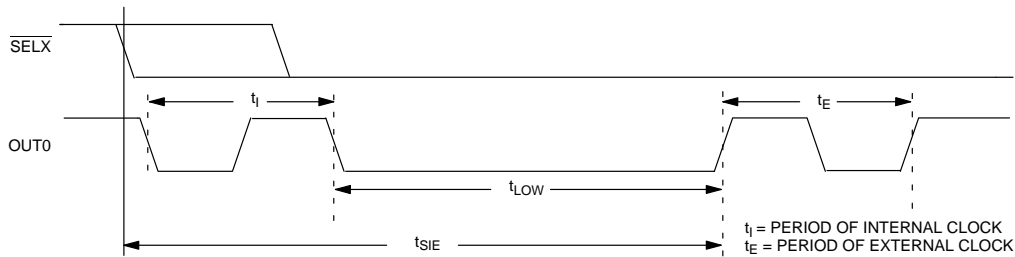 SELX
tI
tE
OUT0
tLOW
tSIE
tI = PERIOD OF INTERNAL CLOCK
tE = PERIOD OF EXTERNAL CLOCK